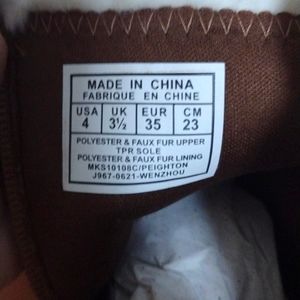 MADE IN CHINA
FABRIQUE EN CHINE
USA UK EUR CM
4 3½ 35 23
POLYESTER & FAUX FUR UPPER
TPR SOLE
POLYESTER & FAUX FUR LINING
MKS10108C/PEIGHTON
J967-0621-WENZHOU